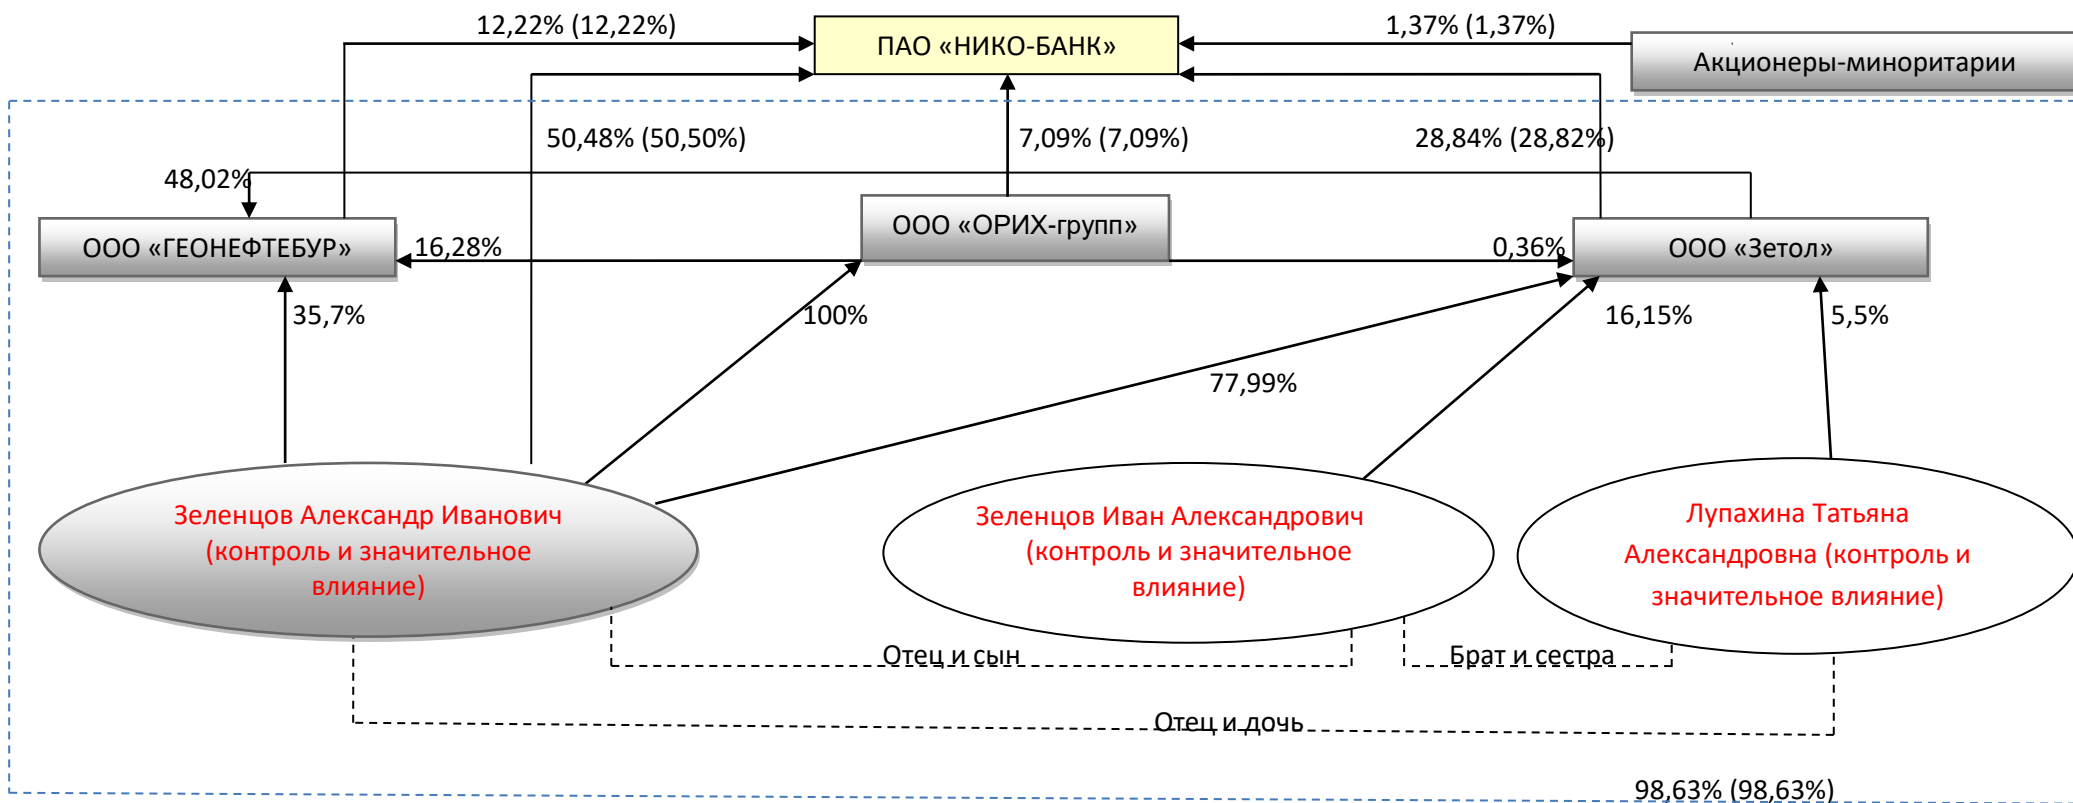 12,22% (12,22%)
ПАО «НИКО-БАНК»
1,37% (1,37%)
Акционеры-миноритарии
50,48% (50,50%)
7,09% (7,09%)
28,84% (28,82%)
48,02%
ООО «ГЕОНЕФТЕБУР»
16,28%
ООО «ОРИХ-групп»
0,36%
ООО «Зетол»
35,7%
100%
16,15%
5,5%
77,99%
Зеленцов Александр Иванович
(контроль и значительное
влияние)
Зеленцов Иван Александрович
(контроль и значительное
влияние)
Лупахина Татьяна
Александровна (контроль и
значительное влияние)
Отец и сын
Брат и сестра
Отец и дочь
98,63% (98,63%)